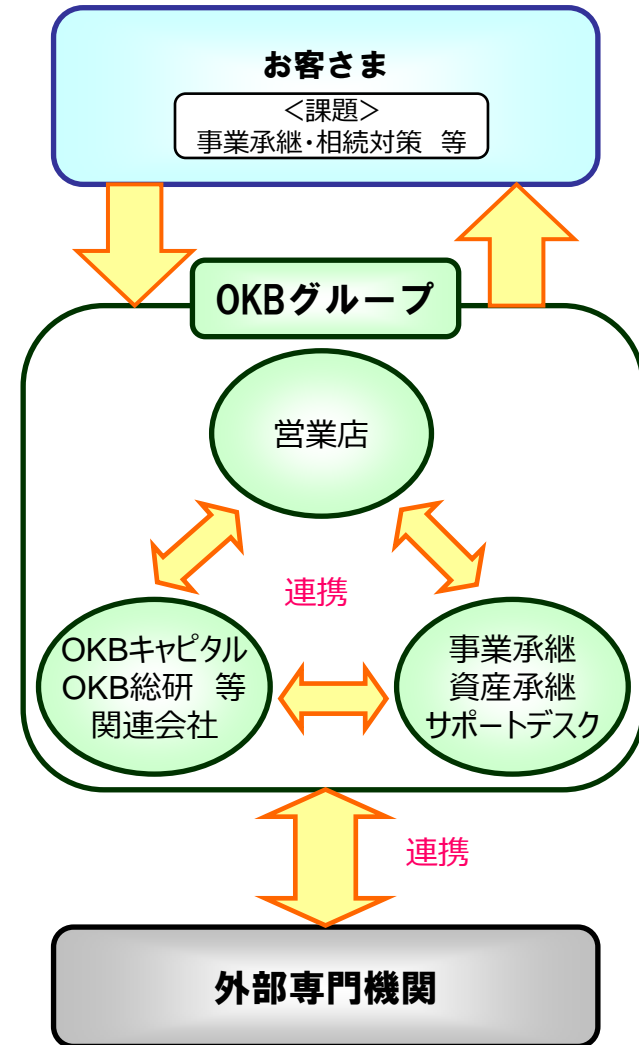 お客さま
＜課題＞
事業承継・相続対策　等
OKBグループ
営業店
連携
OKBキャピタル
OKB総研　等
関連会社
事業承継
資産承継
サポートデスク
連携
外部専門機関